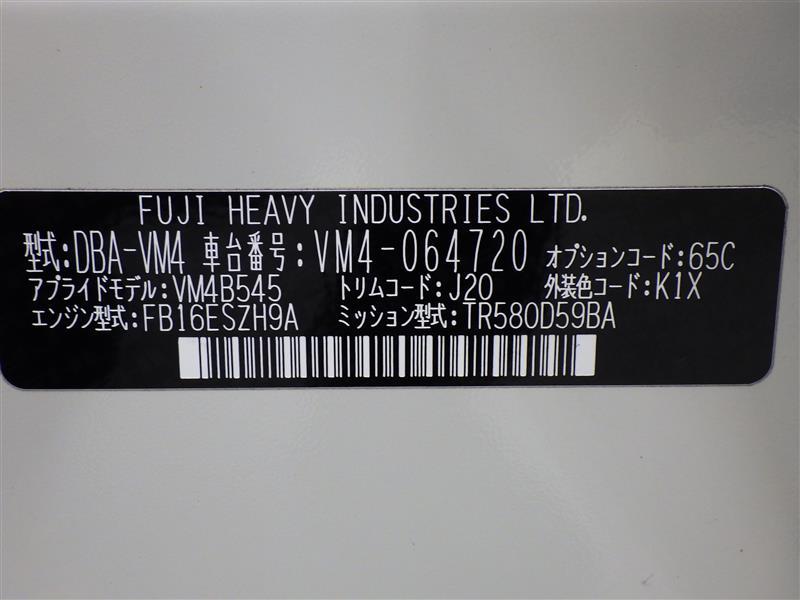 FUJI HEAVY INDUSTRIES LTD.
型式:DBA-VM4 車台番号:VM4-064720 オプションコード:65C
アプライドモデル:VM4B545 トリムコード:J20 外装色コード:K1X
エンジン型式:FB16ESZH9A ミッション型式:TR580D59BA